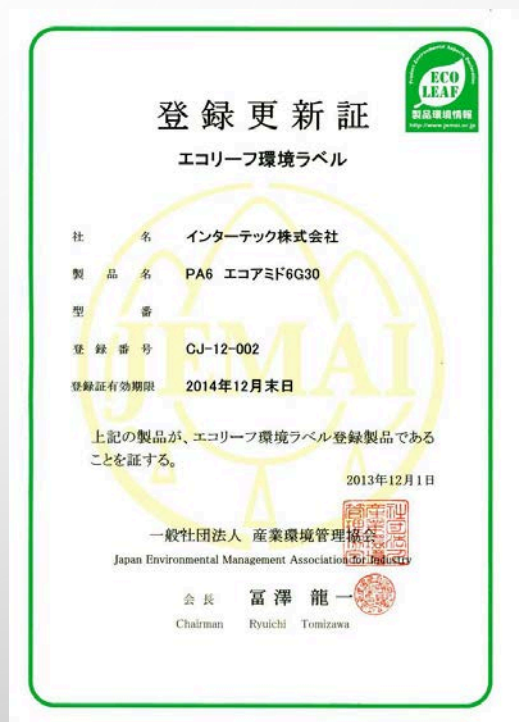 ECO
LEAF
製品環境情報
http://www.jemai.or.jp
登録更新証
エコリーフ環境ラベル
社名 インターテック株式会社
製品名 PA6 エコアミド6G30
型番
登録番号 CJ-12-002
登録証有効期限 2014年12月末日
JEMAI
上記の製品が、エコリーフ環境ラベル登録製品である
ことを証する。
2013年12月1日
一般社団法人 産業環境管理協会
Japan Environmental Management Association for Industry
会長 冨澤 龍一
Chairman Ryuichi Tomizawa